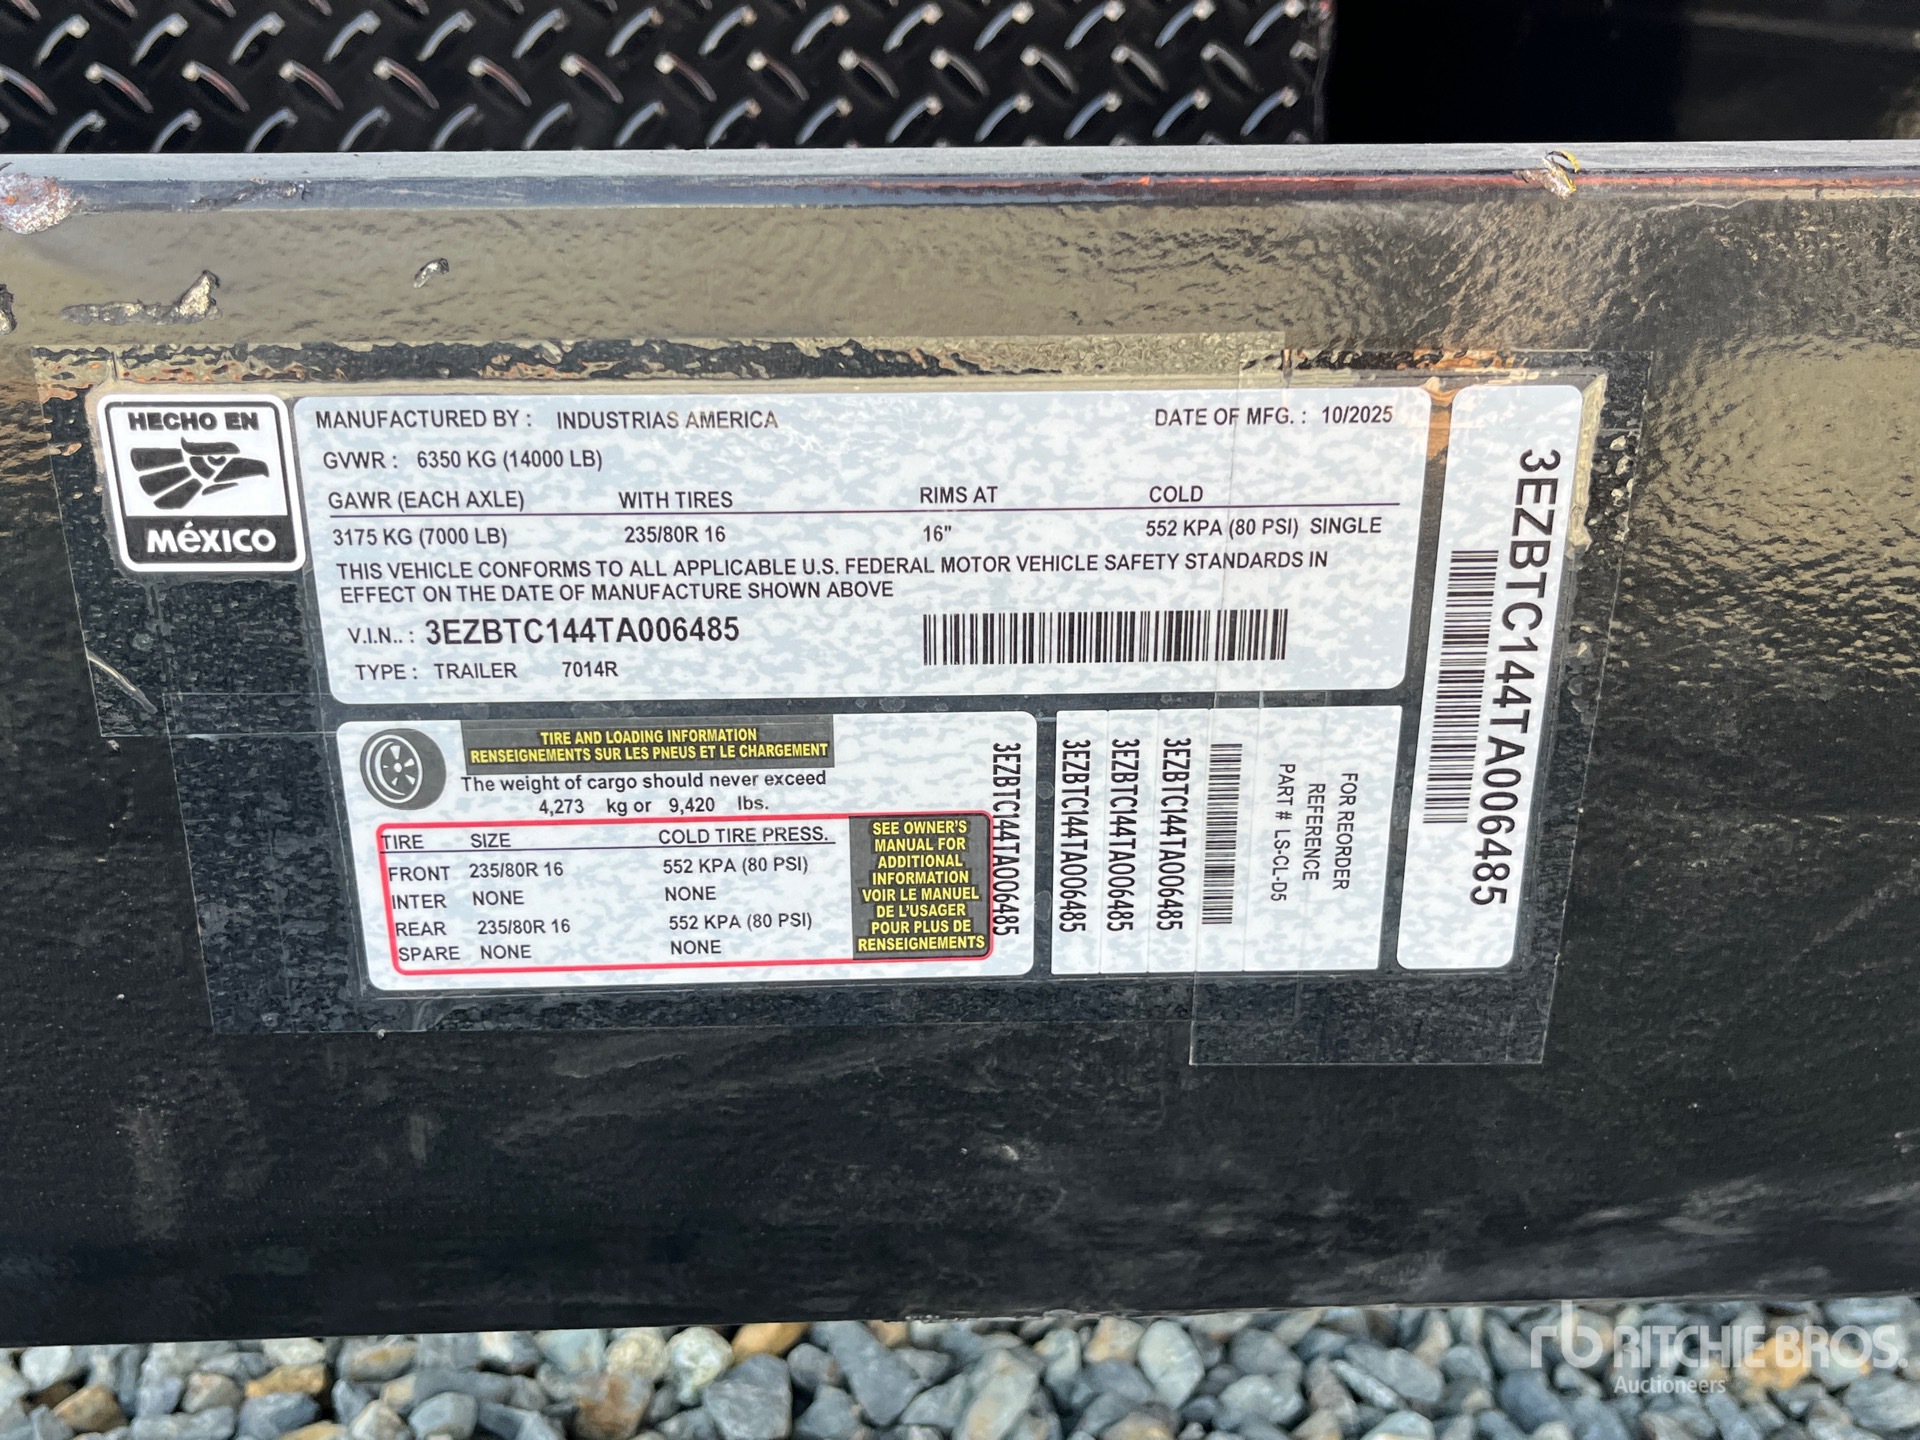 HECHO EN
MéXICO
MANUFACTURED BY : INDUSTRIAS AMERICA DATE OF MFG. : 10/2025
GVWR : 6350 KG (14000 LB)
GAWR (EACH AXLE) WITH TIRES RIMS AT COLD
3175 KG (7000 LB) 235/80R 16 16" 552 KPA (80 PSI) SINGLE
THIS VEHICLE CONFORMS TO ALL APPLICABLE U.S. FEDERAL MOTOR VEHICLE SAFETY STANDARDS IN
EFFECT ON THE DATE OF MANUFACTURE SHOWN ABOVE
V.I.N.. : 3EZBTC144TA006485
TYPE : TRAILER 7014R
3EZBTC144TA006485
TIRE AND LOADING INFORMATION
RENSEIGNEMENTS SUR LES PNEUS ET LE CHARGEMENT
The weight of cargo should never exceed
4,273 kg or 9,420 lbs.
TIRE SIZE COLD TIRE PRESS.
FRONT 235/80R 16 552 KPA (80 PSI)
INTER NONE NONE
REAR 235/80R 16 552 KPA (80 PSI)
SPARE NONE NONE
SEE OWNER'S
MANUAL FOR
ADDITIONAL
INFORMATION
VOIR LE MANUEL
DE L'USAGER
POUR PLUS DE
RENSEIGNEMENTS
3EZBTC144TA006485
3EZBTC144TA006485
3EZBTC144TA006485
3EZBTC144TA006485
FOR REORDER
REFERENCE
PART # LS-CL-D5
rb RITCHIE BROS.
Auctioneers